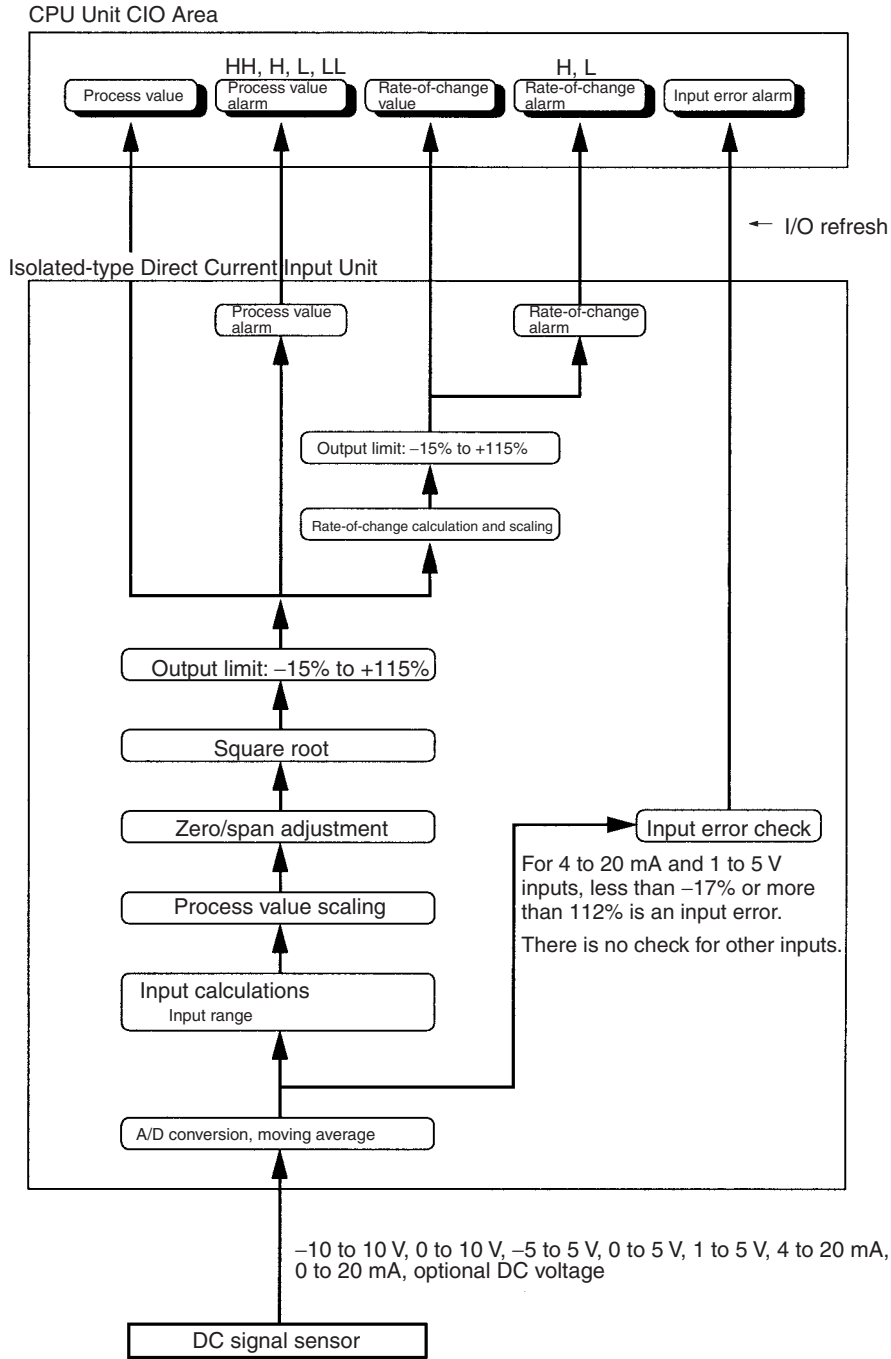 CPU Unit CIO Area
HH, H, L, LL
H, L
Process value
Process value
alarm
Rate-of-change
value
Rate-of-change
alarm
Input error alarm
← I/O refresh
Isolated-type Direct Current Input Unit
Process value
alarm
Rate-of-change
alarm
Output limit: –15% to +115%
Rate-of-change calculation and scaling
Output limit: –15% to +115%
Square root
Zero/span adjustment
Input error check
For 4 to 20 mA and 1 to 5 V
inputs, less than –17% or more
than 112% is an input error.
There is no check for other inputs.
Process value scaling
Input calculations
Input range
A/D conversion, moving average
–10 to 10 V, 0 to 10 V, –5 to 5 V, 0 to 5 V, 1 to 5 V, 4 to 20 mA,
0 to 20 mA, optional DC voltage
DC signal sensor